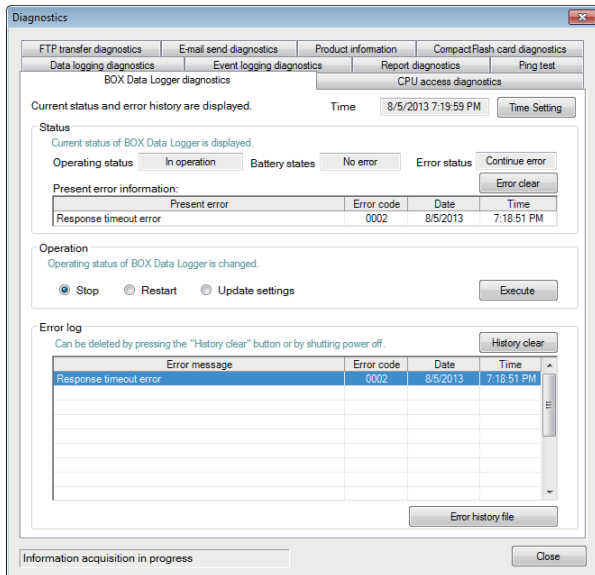 Diagnostics
FTP transfer diagnostics E-mail send diagnostics Product information CompactFlash card diagnostics
Data logging diagnostics Event logging diagnostics Report diagnostics Ping test
BOX Data Logger diagnostics CPU access diagnostics
Current status and error history are displayed. Time 8/5/2013 7:19:59 PM Time Setting
Status
Current status of BOX Data Logger is displayed.
Operating status In operation Battery states No error Error status Continue error
Present error information: Error clear
Present error Error code Date Time
Response timeout error 0002 8/5/2013 7:18:51 PM
Operation
Operating status of BOX Data Logger is changed.
Stop Restart Update settings Execute
Error log
Can be deleted by pressing the "History clear" button or by shutting power off. History clear
Error message Error code Date Time
Response timeout error 0002 8/5/2013 7:18:51 PM
Error history file
Information acquisition in progress Close